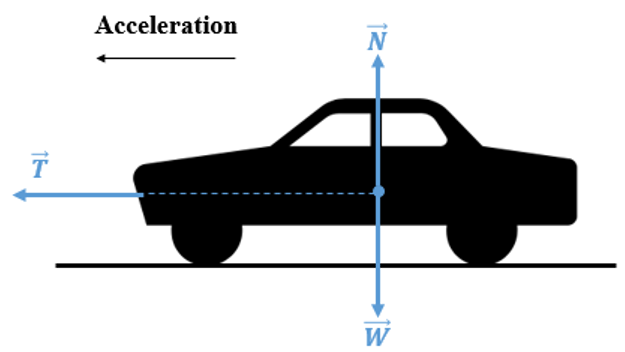 Acceleration
N⃗
T⃗
W⃗